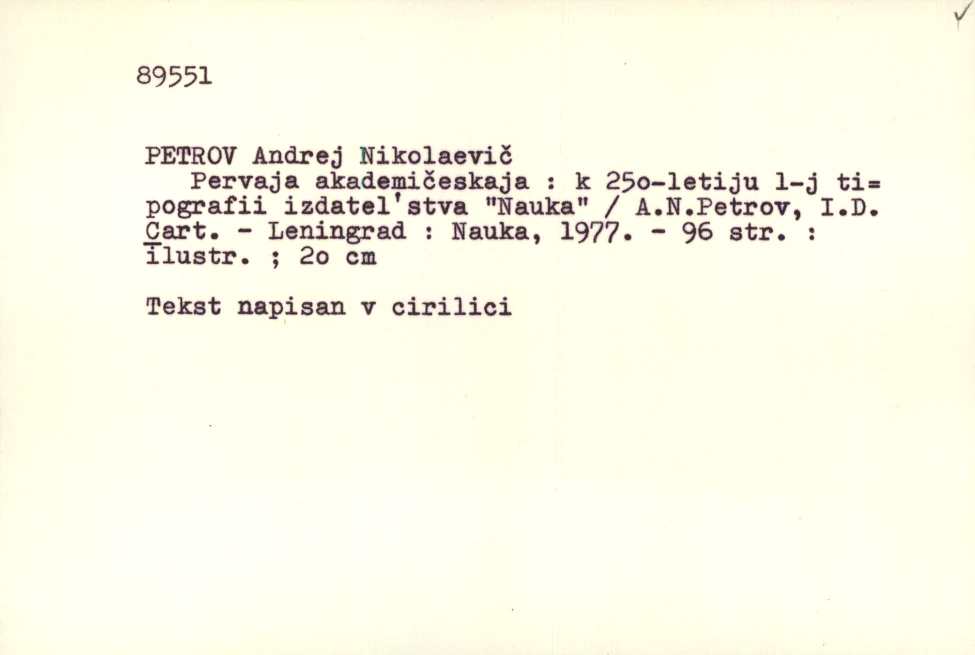 89551
PETROV Andrej Nikolaevič
Pervaja akademičeskaja : k 25o-letiju l-j ti=
pografii izdatel'stva "Nauka" / A.N.Petrov, I.D.
Cart. - Leningrad : Nauka, 1977. - 96 str. :
ilustr. ; 2o cm
Tekst napisan v cirilici